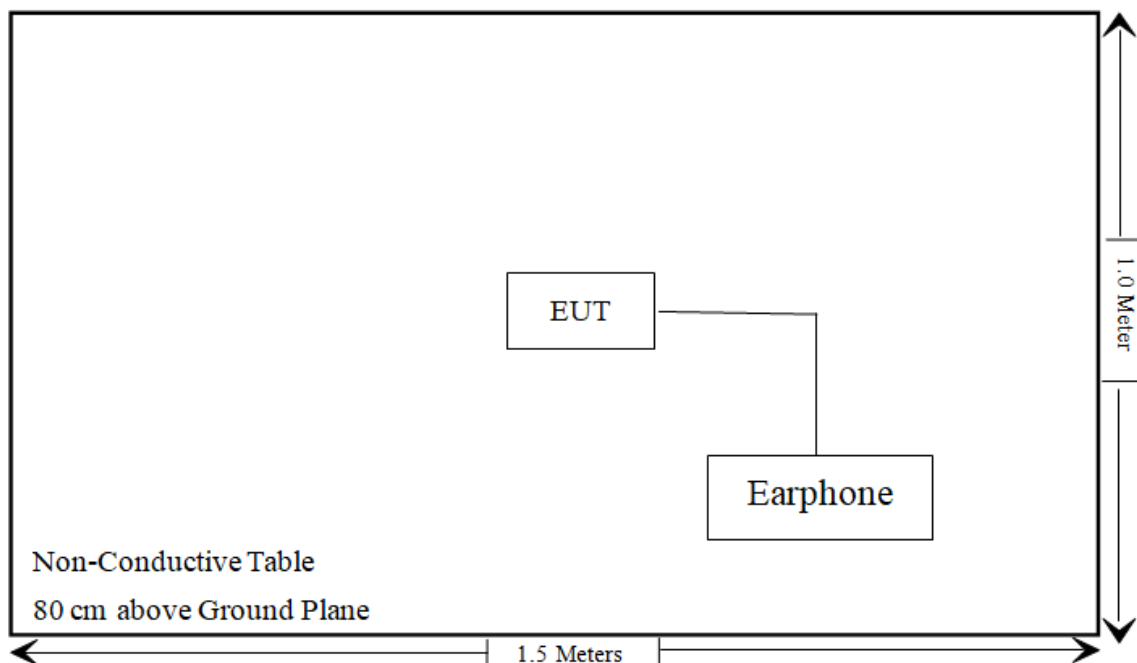 EUT
1.0 Meter
Earphone
Non-Conductive Table
80 cm above Ground Plane
1.5 Meters